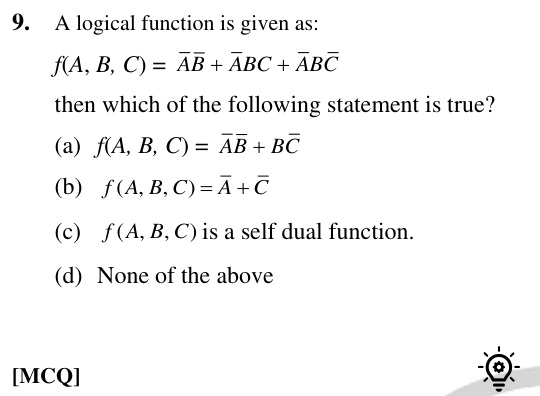 9. A logical function is given as:
f(A, B, C) = A̅B̅ + A̅BC + A̅BC̅
then which of the following statement is true?
(a) f(A, B, C) = A̅B̅ + BC̅
(b) f(A, B, C) = A̅ + C̅
(c) f(A, B, C) is a self dual function.
(d) None of the above
[MCQ]